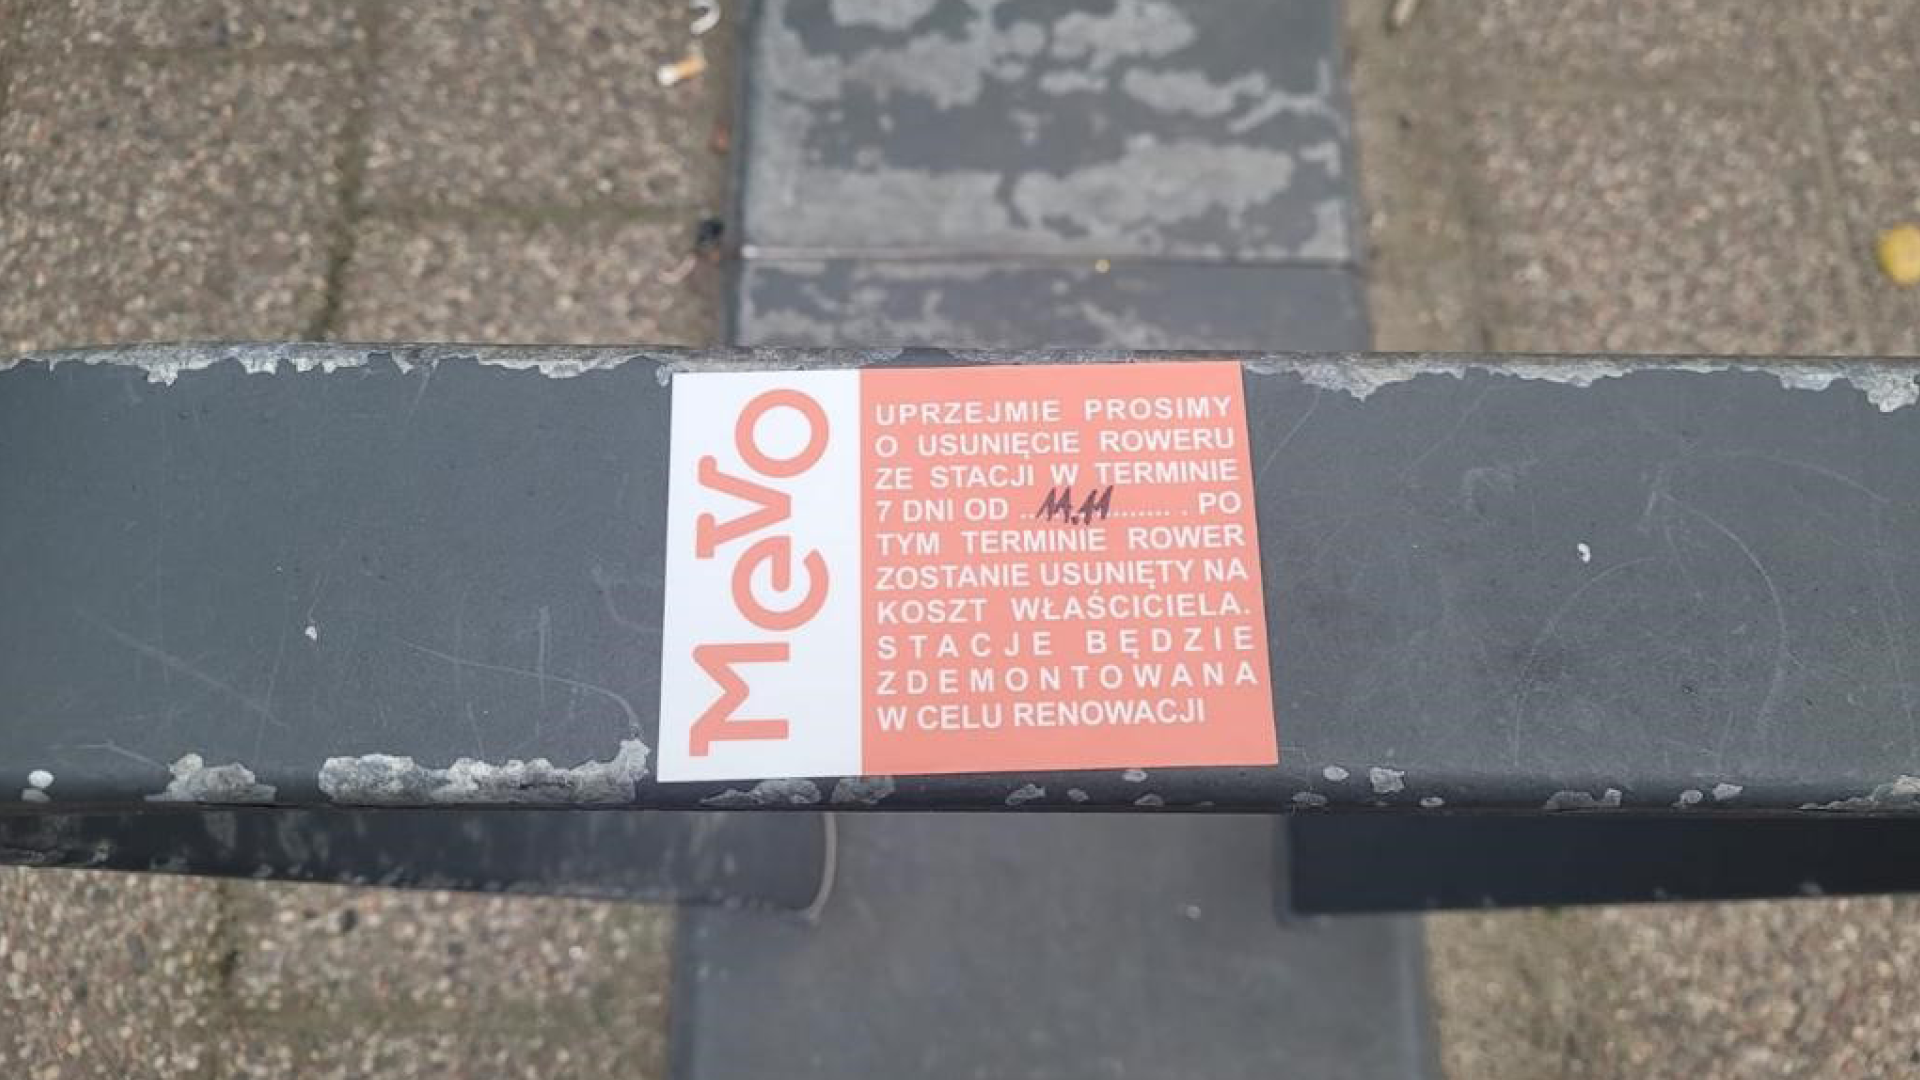 MeVo
UPRZEJMIE PROSIMY
O USUNIĘCIE ROWERU
ZE STACJI W TERMINIE
7 DNI OD ..11.11........ . PO
TYM TERMINIE ROWER
ZOSTANIE USUNIĘTY NA
KOSZT WŁAŚCICIELA.
STACJE BĘDZIE
ZDEMONTOWANA
W CELU RENOWACJI